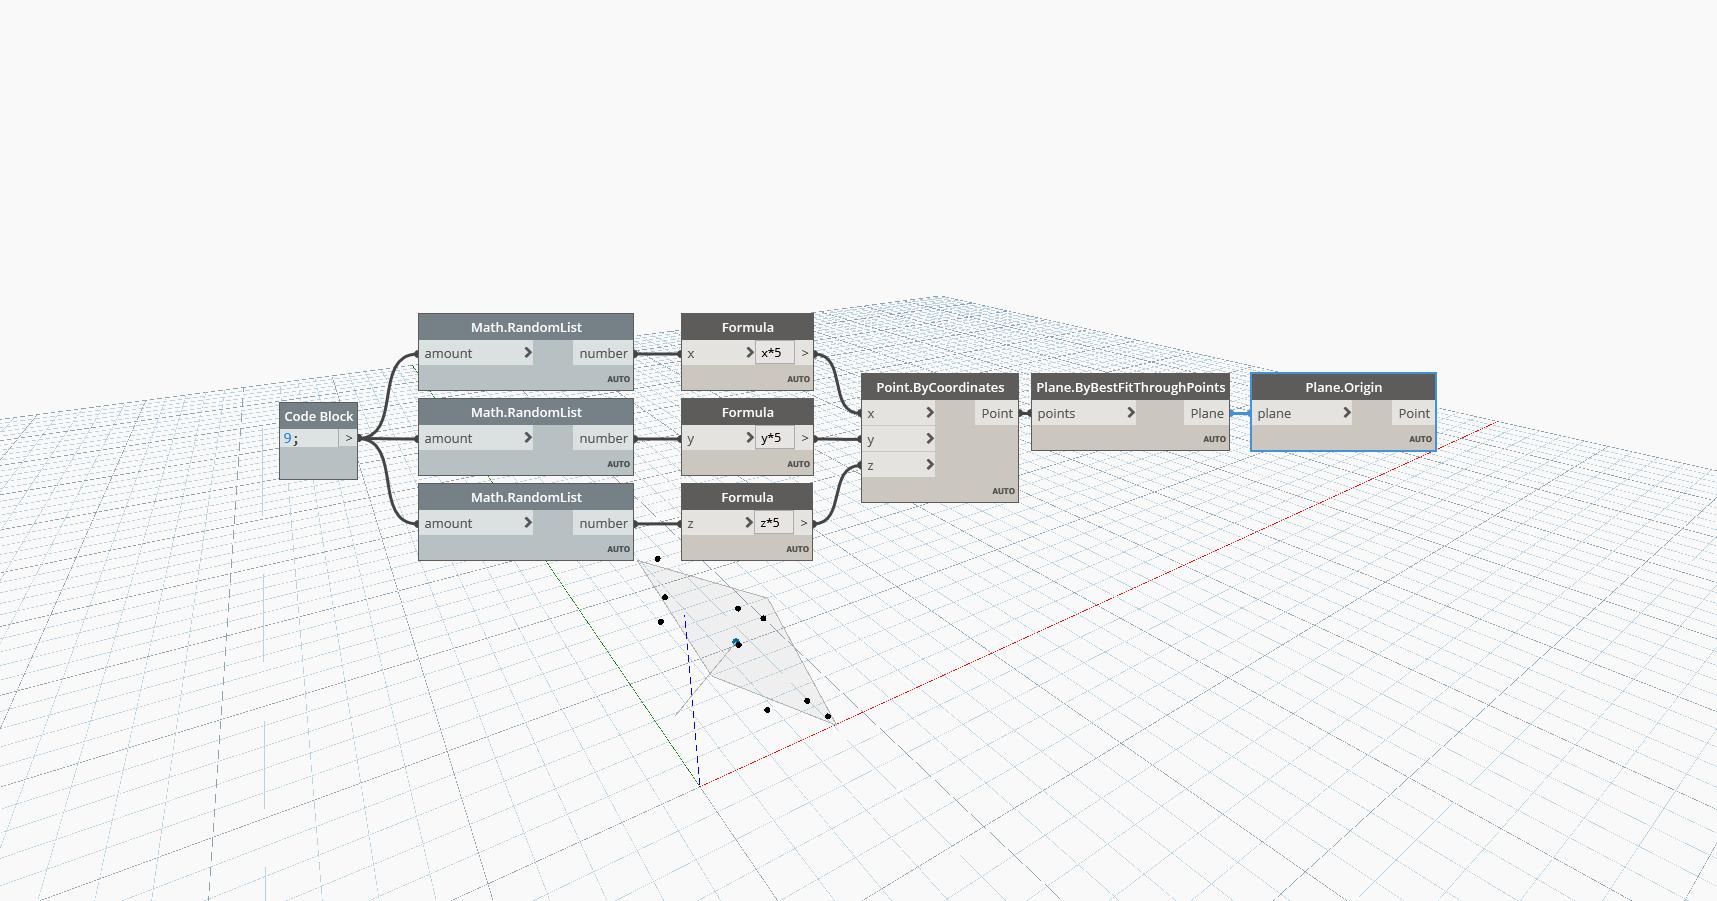 Code Block
9;
>
Math.RandomList
amount
number
AUTO
Math.RandomList
amount
number
AUTO
Math.RandomList
amount
number
AUTO
Formula
x
x*5
>
AUTO
Formula
y
y*5
>
AUTO
Formula
z
z*5
>
AUTO
Point.ByCoordinates
x
Point
y
z
AUTO
Plane.ByBestFitThroughPoints
points
Plane
AUTO
Plane.Origin
plane
Point
AUTO